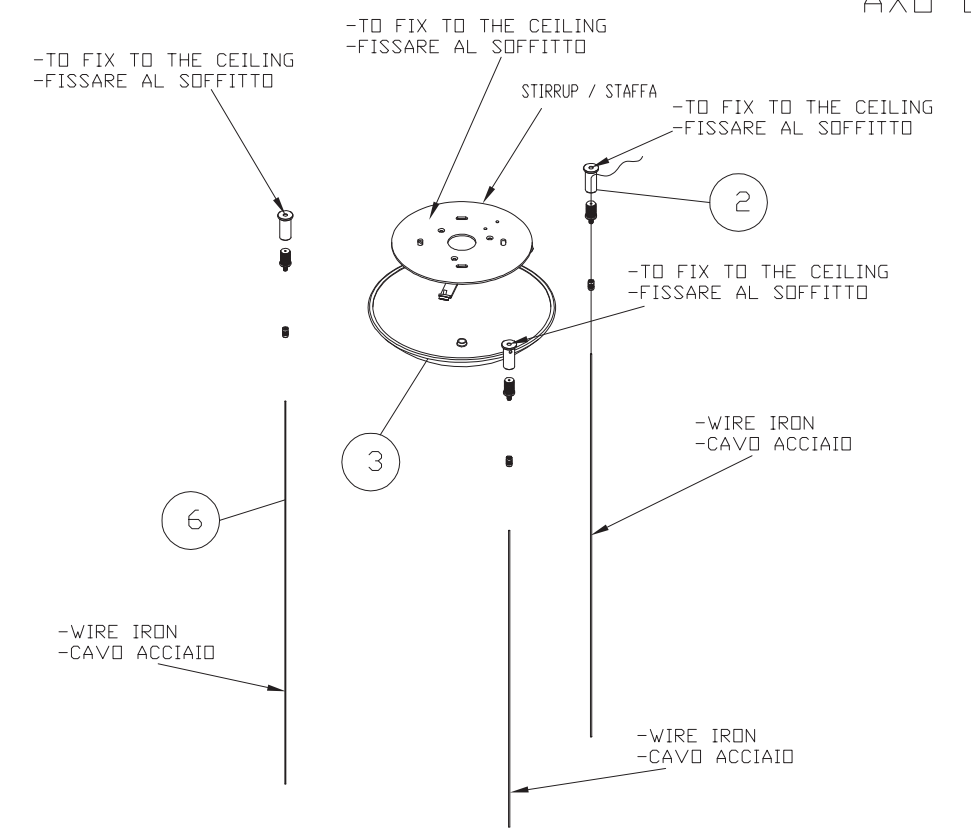 -TO FIX TO THE CEILING
-FISSARE AL SOFFITTO
-TO FIX TO THE CEILING
-FISSARE AL SOFFITTO
STIRRUP / STAFFA
-TO FIX TO THE CEILING
-FISSARE AL SOFFITTO
2
-TO FIX TO THE CEILING
-FISSARE AL SOFFITTO
3
-WIRE IRON
-CAVO ACCIAIO
6
-WIRE IRON
-CAVO ACCIAIO
-WIRE IRON
-CAVO ACCIAIO